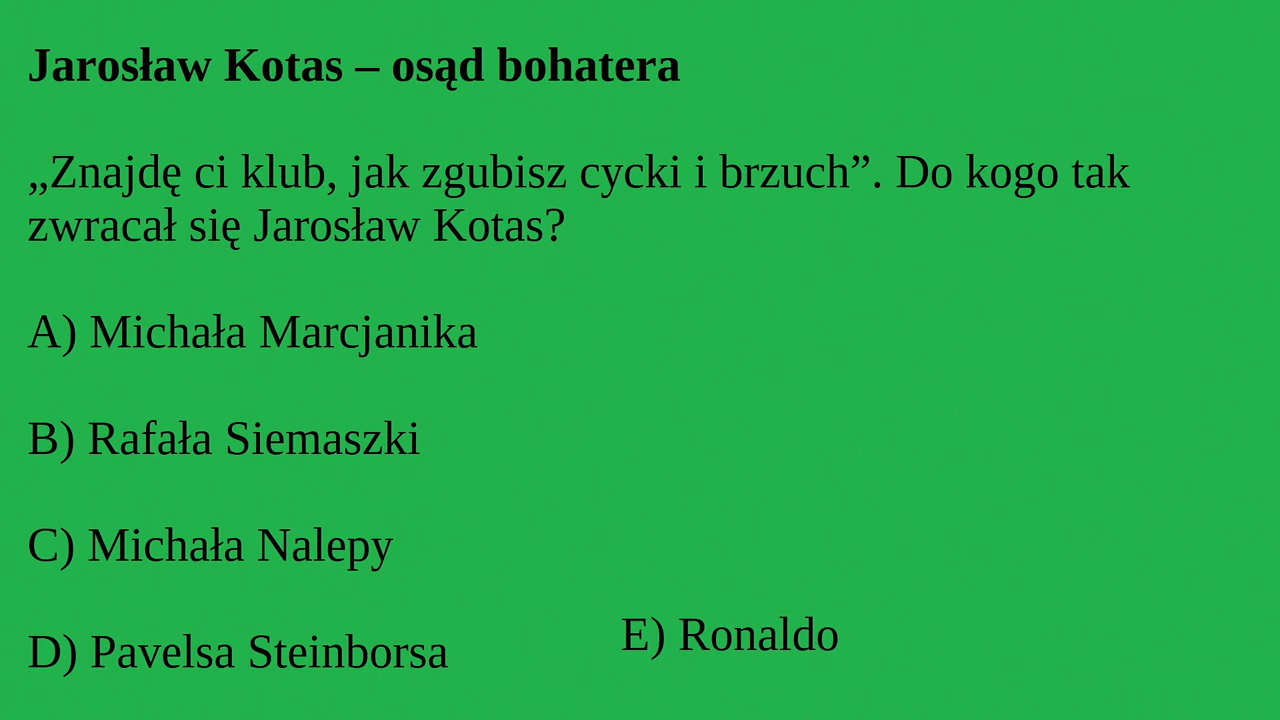 Jarosław Kotas – osąd bohatera
„Znajdę ci klub, jak zgubisz cycki i brzuch”. Do kogo tak
zwracał się Jarosław Kotas?
A) Michała Marcjanika
B) Rafała Siemaszki
C) Michała Nalepy
D) Pavelsa Steinborsa
E) Ronaldo